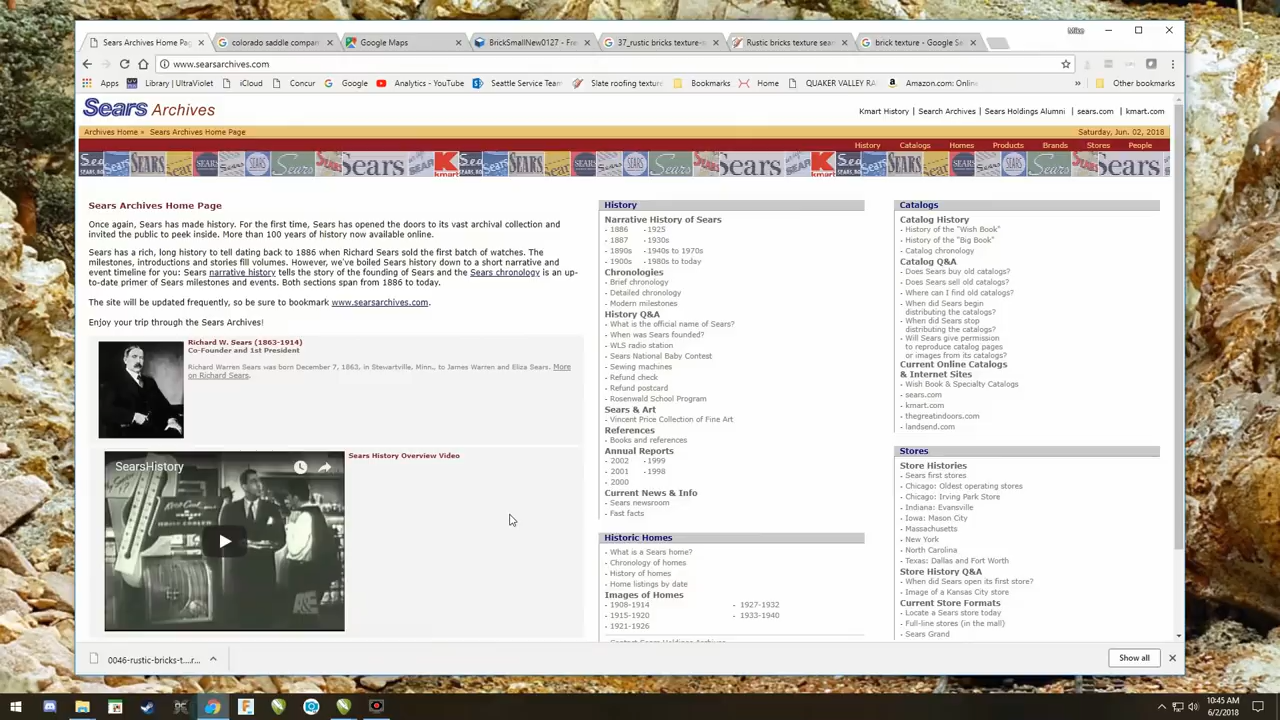 Mike
Sears Archives Home Pag
colorado saddle compan
Google Maps
BrickSmallNew0127 - Fre
37_rustic bricks texture-s
Rustic bricks texture sear
brick texture - Google Se
www.searsarchives.com
Apps
Library | UltraViolet
iCloud
Concur
Google
Analytics - YouTube
Seattle Service Team
Slate roofing texture
Bookmarks
Home
QUAKER VALLEY RA
Amazon.com: Onlin
Other bookmarks
Sears Archives
Kmart History | Search Archives | Sears Holdings Alumni | sears.com | kmart.com
Archives Home » Sears Archives Home Page
Saturday, Jun. 02, 2018
History Catalogs Homes Products Brands Stores People
Sears Archives Home Page
Once again, Sears has made history. For the first time, Sears has opened the doors to its vast archival collection and
invited the public to peek inside. More than 100 years of history now available online.
Sears has a rich, long history to tell dating back to 1886 when Richard Sears sold the first batch of watches. The
milestones, introductions and stories fill volumes. However, we've boiled Sears history down to a short narrative and
event timeline for you: Sears narrative history tells the story of the founding of Sears and the Sears chronology is an up-
to-date primer of Sears milestones and events. Both sections span from 1886 to today.
The site will be updated frequently, so be sure to bookmark www.searsarchives.com.
Enjoy your trip through the Sears Archives!
Richard W. Sears (1863-1914)
Co-Founder and 1st President
Richard Warren Sears was born December 7, 1863, in Stewartville, Minn., to James Warren and Eliza Sears. More
on Richard Sears.
SearsHistory
Sears History Overview Video
History
Narrative History of Sears
- 1886 - 1925
- 1887 - 1930s
- 1890s - 1940s to 1970s
- 1900s - 1980s to today
Chronologies
- Brief chronology
- Detailed chronology
- Modern milestones
History Q&A
- What is the official name of Sears?
- When was Sears founded?
- WLS radio station
- Sears National Baby Contest
- Sewing machines
- Refund check
- Refund postcard
- Rosenwald School Program
Sears & Art
- Vincent Price Collection of Fine Art
References
- Books and references
Annual Reports
- 2002 - 1999
- 2001 - 1998
- 2000
Current News & Info
- Sears newsroom
- Fast facts
Historic Homes
- What is a Sears home?
- Chronology of homes
- History of homes
- Home listings by date
Images of Homes
- 1908-1914 - 1927-1932
- 1915-1920 - 1933-1940
- 1921-1926
Catalogs
Catalog History
- History of the "Wish Book"
- History of the "Big Book"
- Catalog chronology
Catalog Q&A
- Does Sears buy old catalogs?
- Does Sears sell old catalogs?
- Where can I find old catalogs?
- When did Sears begin
distributing the catalogs?
- When did Sears stop
distributing the catalogs?
- Will Sears give permission
to reproduce catalog pages
or images from its catalogs?
Current Online Catalogs
& Internet Sites
- Wish Book & Specialty Catalogs
- sears.com
- kmart.com
- thegreatindoors.com
- landsend.com
Stores
Store Histories
- Sears first stores
- Chicago: Oldest operating stores
- Chicago: Irving Park Store
- Indiana: Evansville
- Iowa: Mason City
- Massachusetts
- New York
- North Carolina
- Texas: Dallas and Fort Worth
Store History Q&A
- When did Sears open its first store?
- Image of a Kansas City store
Current Store Formats
- Locate a Sears store today
- Full-line stores (in the mall)
- Sears Grand
0046-rustic-bricks-t....r...
Show all
10:45 AM
6/2/2018